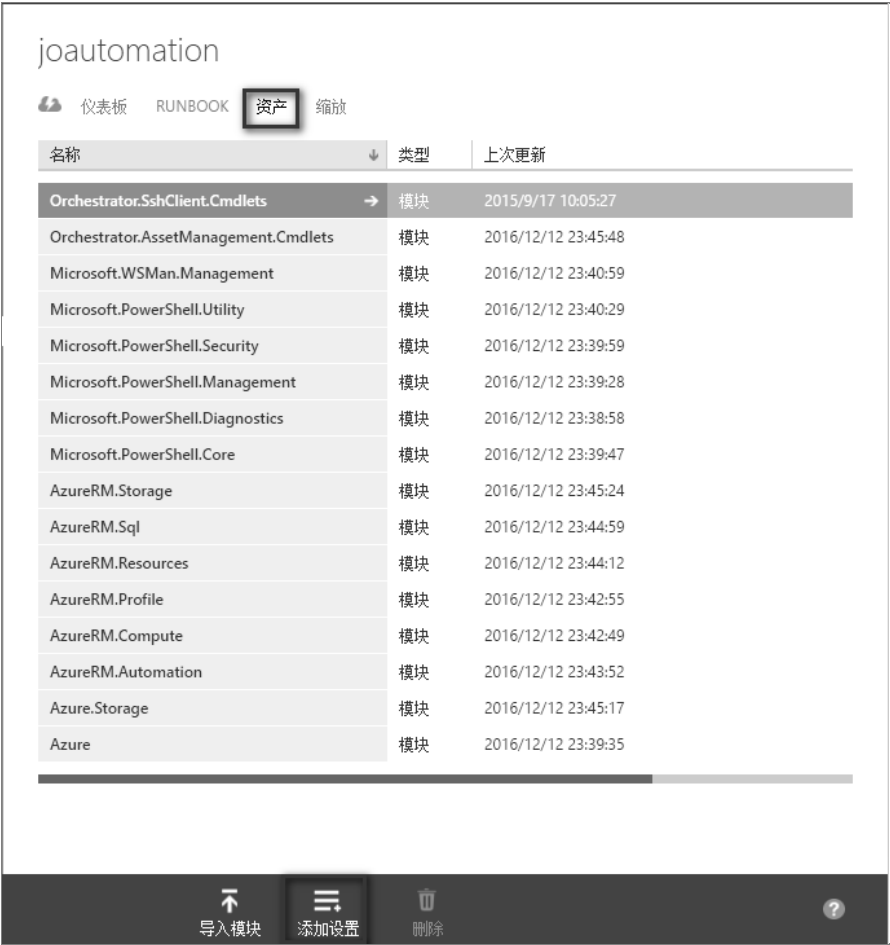 joautomation
仪表板 RUNBOOK 资产 缩放
名称 类型 上次更新
Orchestrator.SshClient.Cmdlets 模块 2015/9/17 10:05:27
Orchestrator.AssetManagement.Cmdlets 模块 2016/12/12 23:45:48
Microsoft.WSMan.Management 模块 2016/12/12 23:40:59
Microsoft.PowerShell.Utility 模块 2016/12/12 23:40:29
Microsoft.PowerShell.Security 模块 2016/12/12 23:39:59
Microsoft.PowerShell.Management 模块 2016/12/12 23:39:28
Microsoft.PowerShell.Diagnostics 模块 2016/12/12 23:38:58
Microsoft.PowerShell.Core 模块 2016/12/12 23:39:47
AzureRM.Storage 模块 2016/12/12 23:45:24
AzureRM.Sql 模块 2016/12/12 23:44:59
AzureRM.Resources 模块 2016/12/12 23:44:12
AzureRM.Profile 模块 2016/12/12 23:42:55
AzureRM.Compute 模块 2016/12/12 23:42:49
AzureRM.Automation 模块 2016/12/12 23:43:52
Azure.Storage 模块 2016/12/12 23:45:17
Azure 模块 2016/12/12 23:39:35
导入模块 添加设置 删除 ?